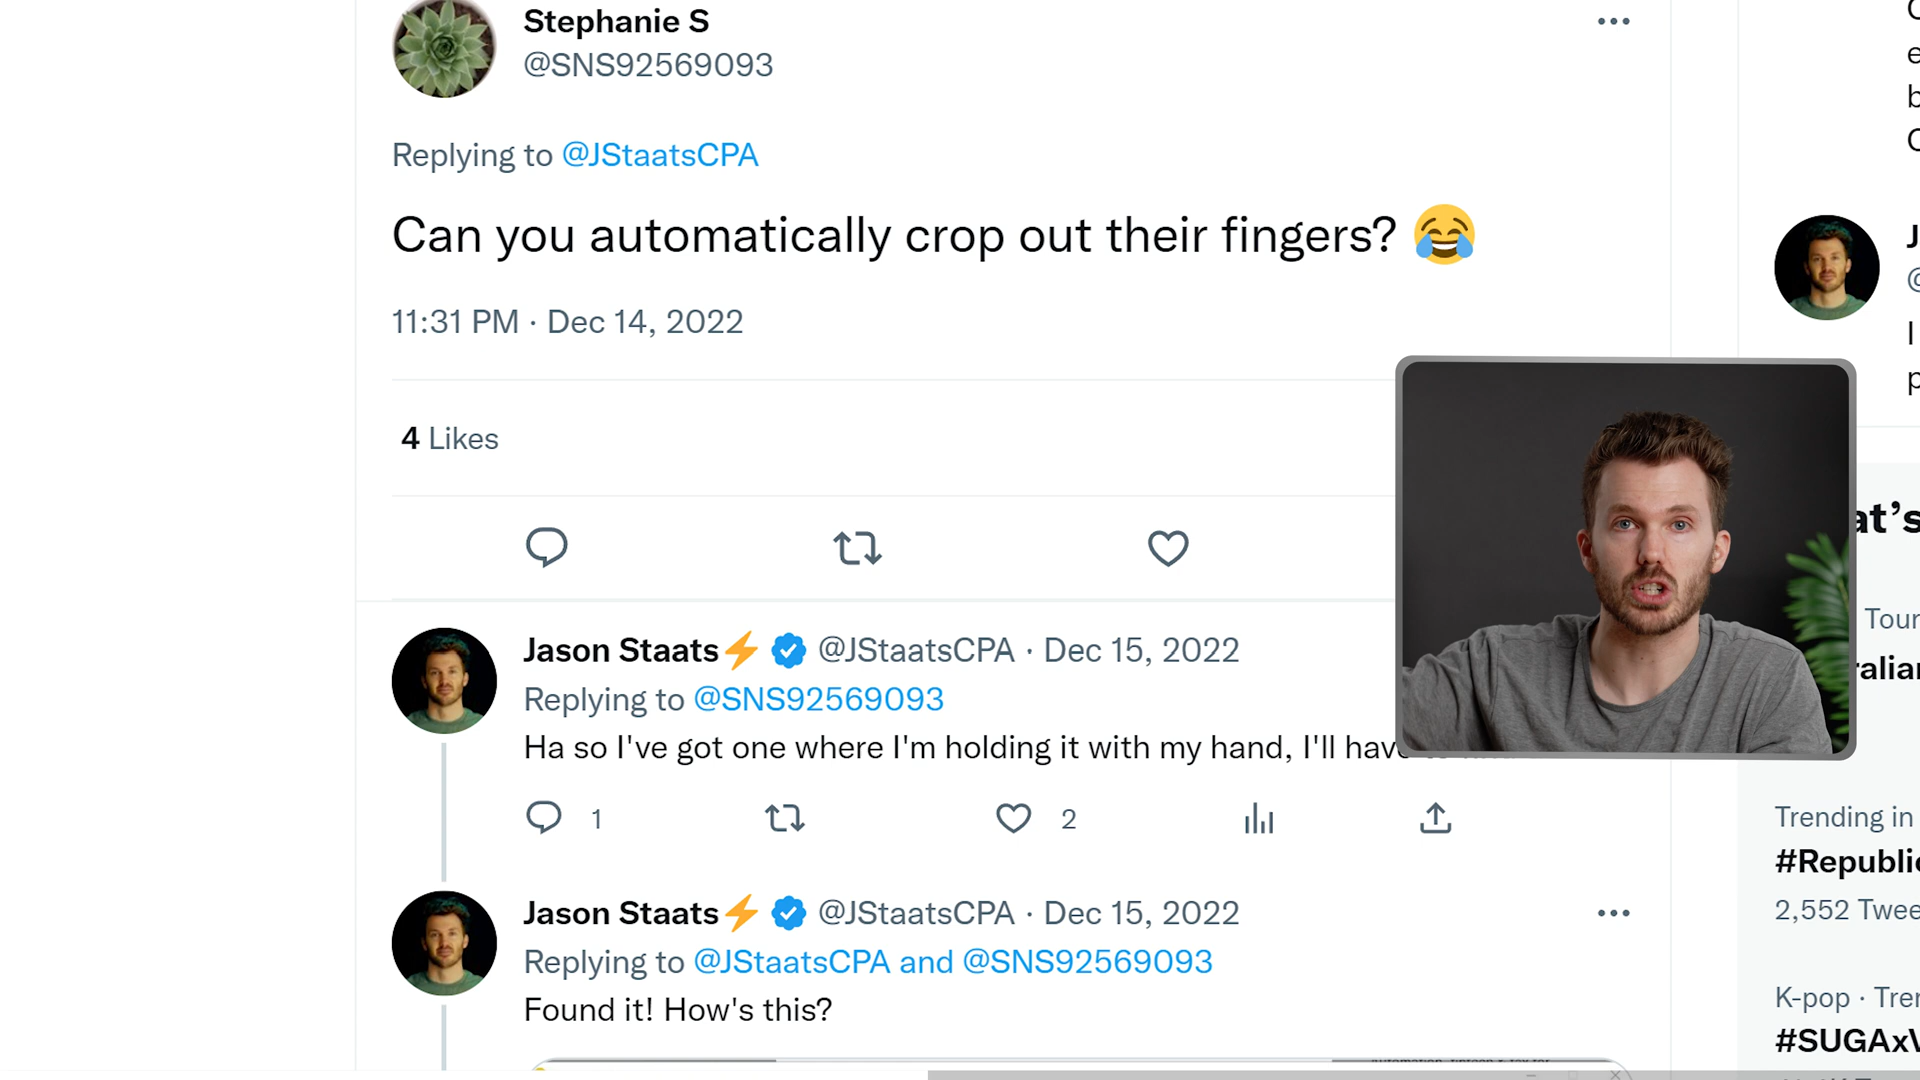 Stephanie S
@SNS92569093
Replying to @JStaatsCPA
Can you automatically crop out their fingers? 😂
11:31 PM · Dec 14, 2022
4 Likes
Jason Staats⚡ @JStaatsCPA · Dec 15, 2022
Replying to @SNS92569093
Ha so I've got one where I'm holding it with my hand, I'll hav
1
2
Jason Staats⚡ @JStaatsCPA · Dec 15, 2022
Replying to @JStaatsCPA and @SNS92569093
Found it! How's this?
at's
Tour
ralian
Trending in
#Republic
2,552 Twee
K-pop · Tren
#SUGAxV